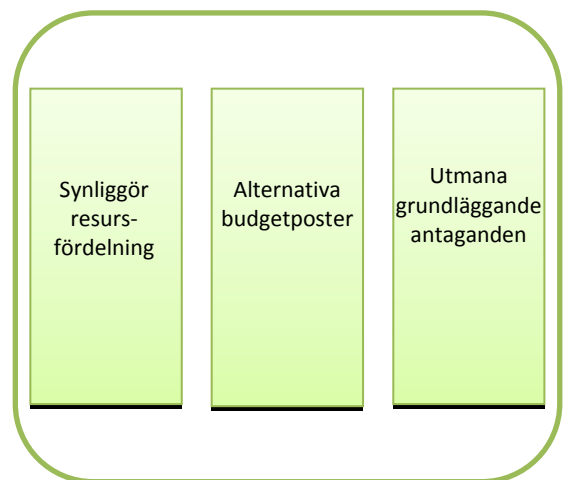 Synliggör
resurs-
fördelning
Alternativa
budgetposter
Utmana
grundläggande
antaganden